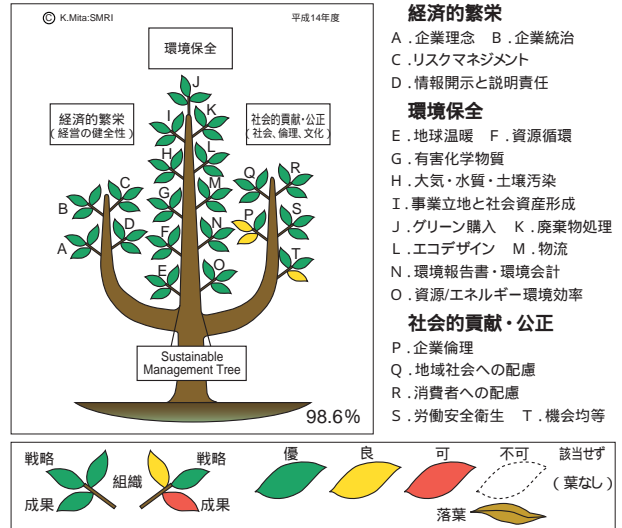 © K.Mita:SMRI
平成14年度
環境保全
経済的繁栄
(経営の健全性)
社会的貢献・公正
(社会、倫理、文化)
J
I
K
H
L
G
M
F
N
E
O
C
B
D
A
Q
R
P
S
T
Sustainable
Management Tree
98.6%
経済的繁栄
A.企業理念 B.企業統治
C.リスクマネジメント
D.情報開示と説明責任
環境保全
E.地球温暖 F.資源循環
G.有害化学物質
H.大気・水質・土壌汚染
I.事業立地と社会資産形成
J.グリーン購入 K.廃棄物処理
L.エコデザイン M.物流
N.環境報告書・環境会計
O.資源/エネルギー環境効率
社会的貢献・公正
P.企業倫理
Q.地域社会への配慮
R.消費者への配慮
S.労働安全衛生 T.機会均等
戦略
組織
成果
戦略
成果
優
良
可
不可
該当せず
(葉なし)
落葉